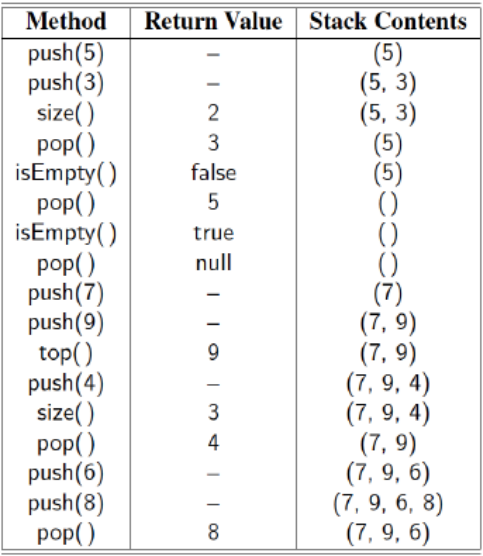 Method Return Value Stack Contents
push(5) – (5)
push(3) – (5, 3)
size( ) 2 (5, 3)
pop( ) 3 (5)
isEmpty( ) false (5)
pop( ) 5 ( )
isEmpty( ) true ( )
pop( ) null ( )
push(7) – (7)
push(9) – (7, 9)
top( ) 9 (7, 9)
push(4) – (7, 9, 4)
size( ) 3 (7, 9, 4)
pop( ) 4 (7, 9)
push(6) – (7, 9, 6)
push(8) – (7, 9, 6, 8)
pop( ) 8 (7, 9, 6)